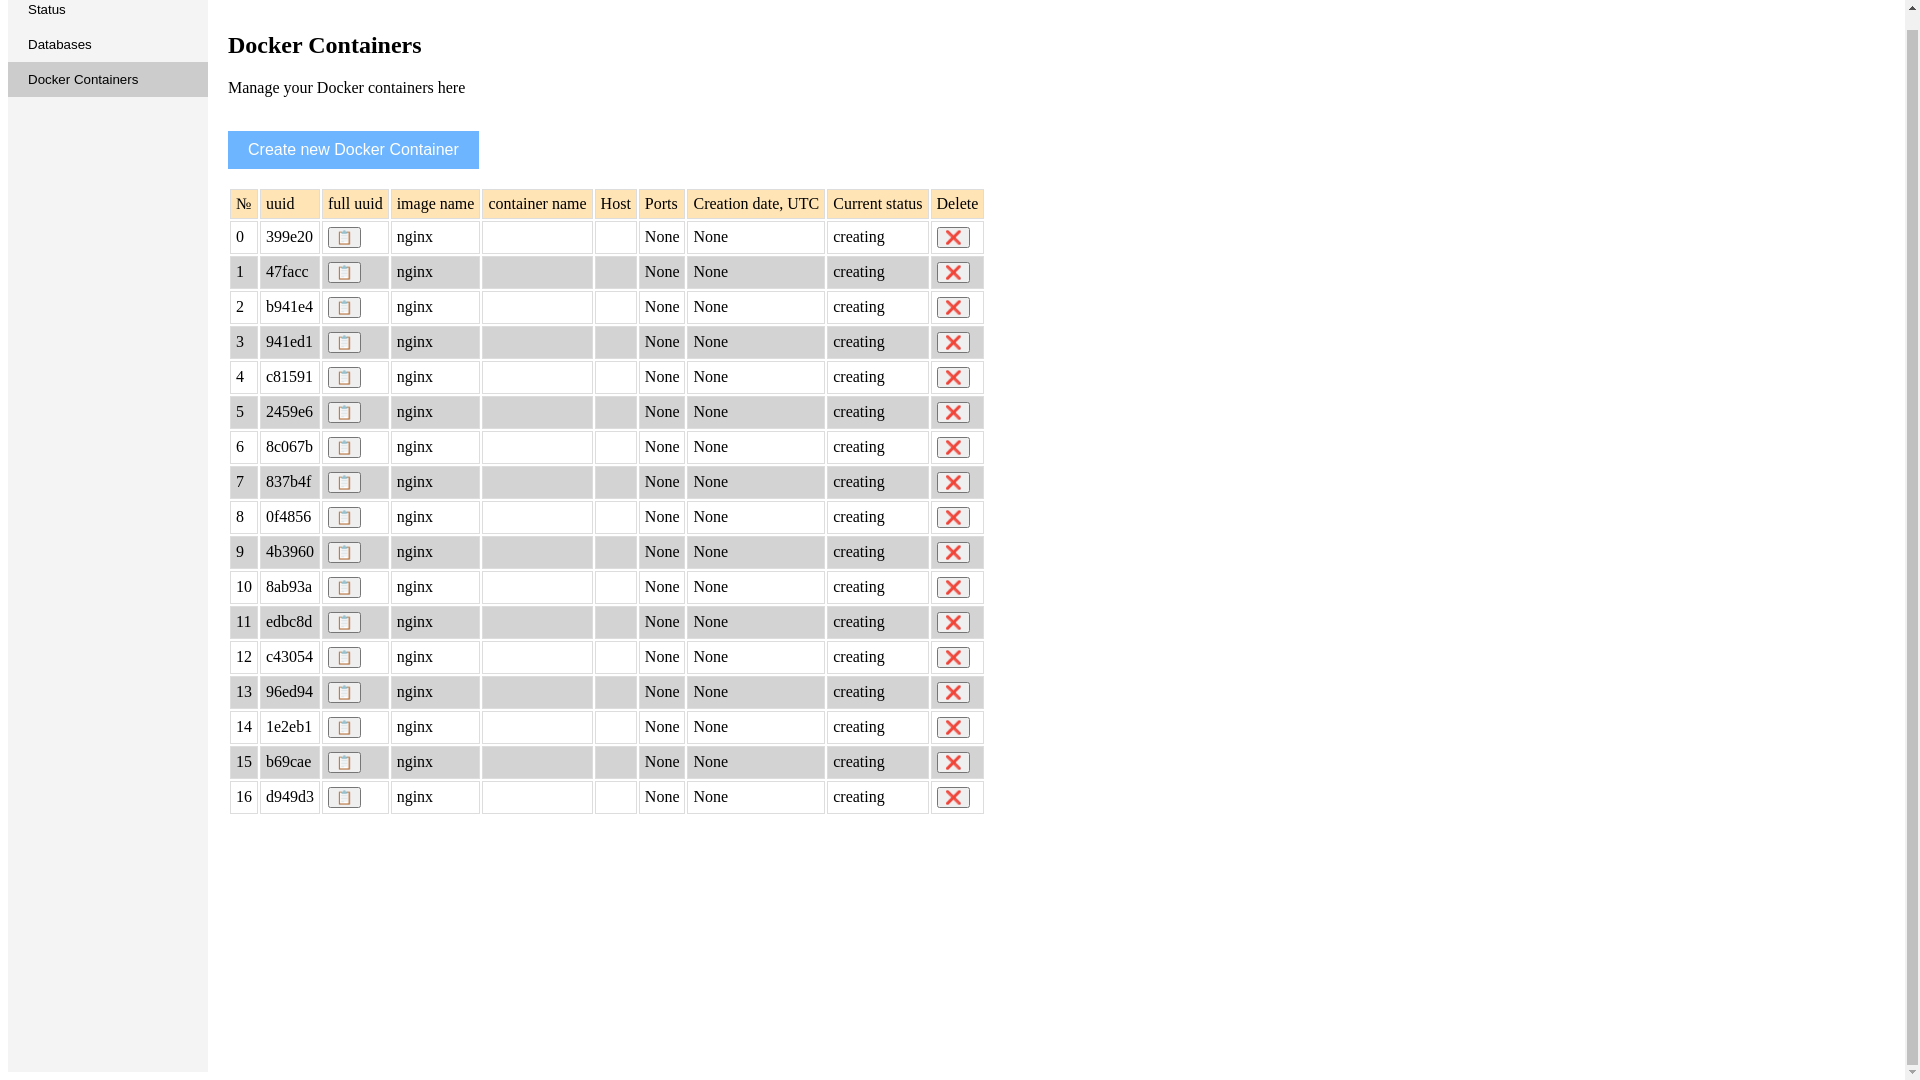 Status
Databases
Docker Containers
Docker Containers
Manage your Docker containers here
Create new Docker Container
№ uuid full uuid image name container name Host Ports Creation date, UTC Current status Delete
0 399e20 nginx None None creating
1 47facc nginx None None creating
2 b941e4 nginx None None creating
3 941ed1 nginx None None creating
4 c81591 nginx None None creating
5 2459e6 nginx None None creating
6 8c067b nginx None None creating
7 837b4f nginx None None creating
8 0f4856 nginx None None creating
9 4b3960 nginx None None creating
10 8ab93a nginx None None creating
11 edbc8d nginx None None creating
12 c43054 nginx None None creating
13 96ed94 nginx None None creating
14 1e2eb1 nginx None None creating
15 b69cae nginx None None creating
16 d949d3 nginx None None creating